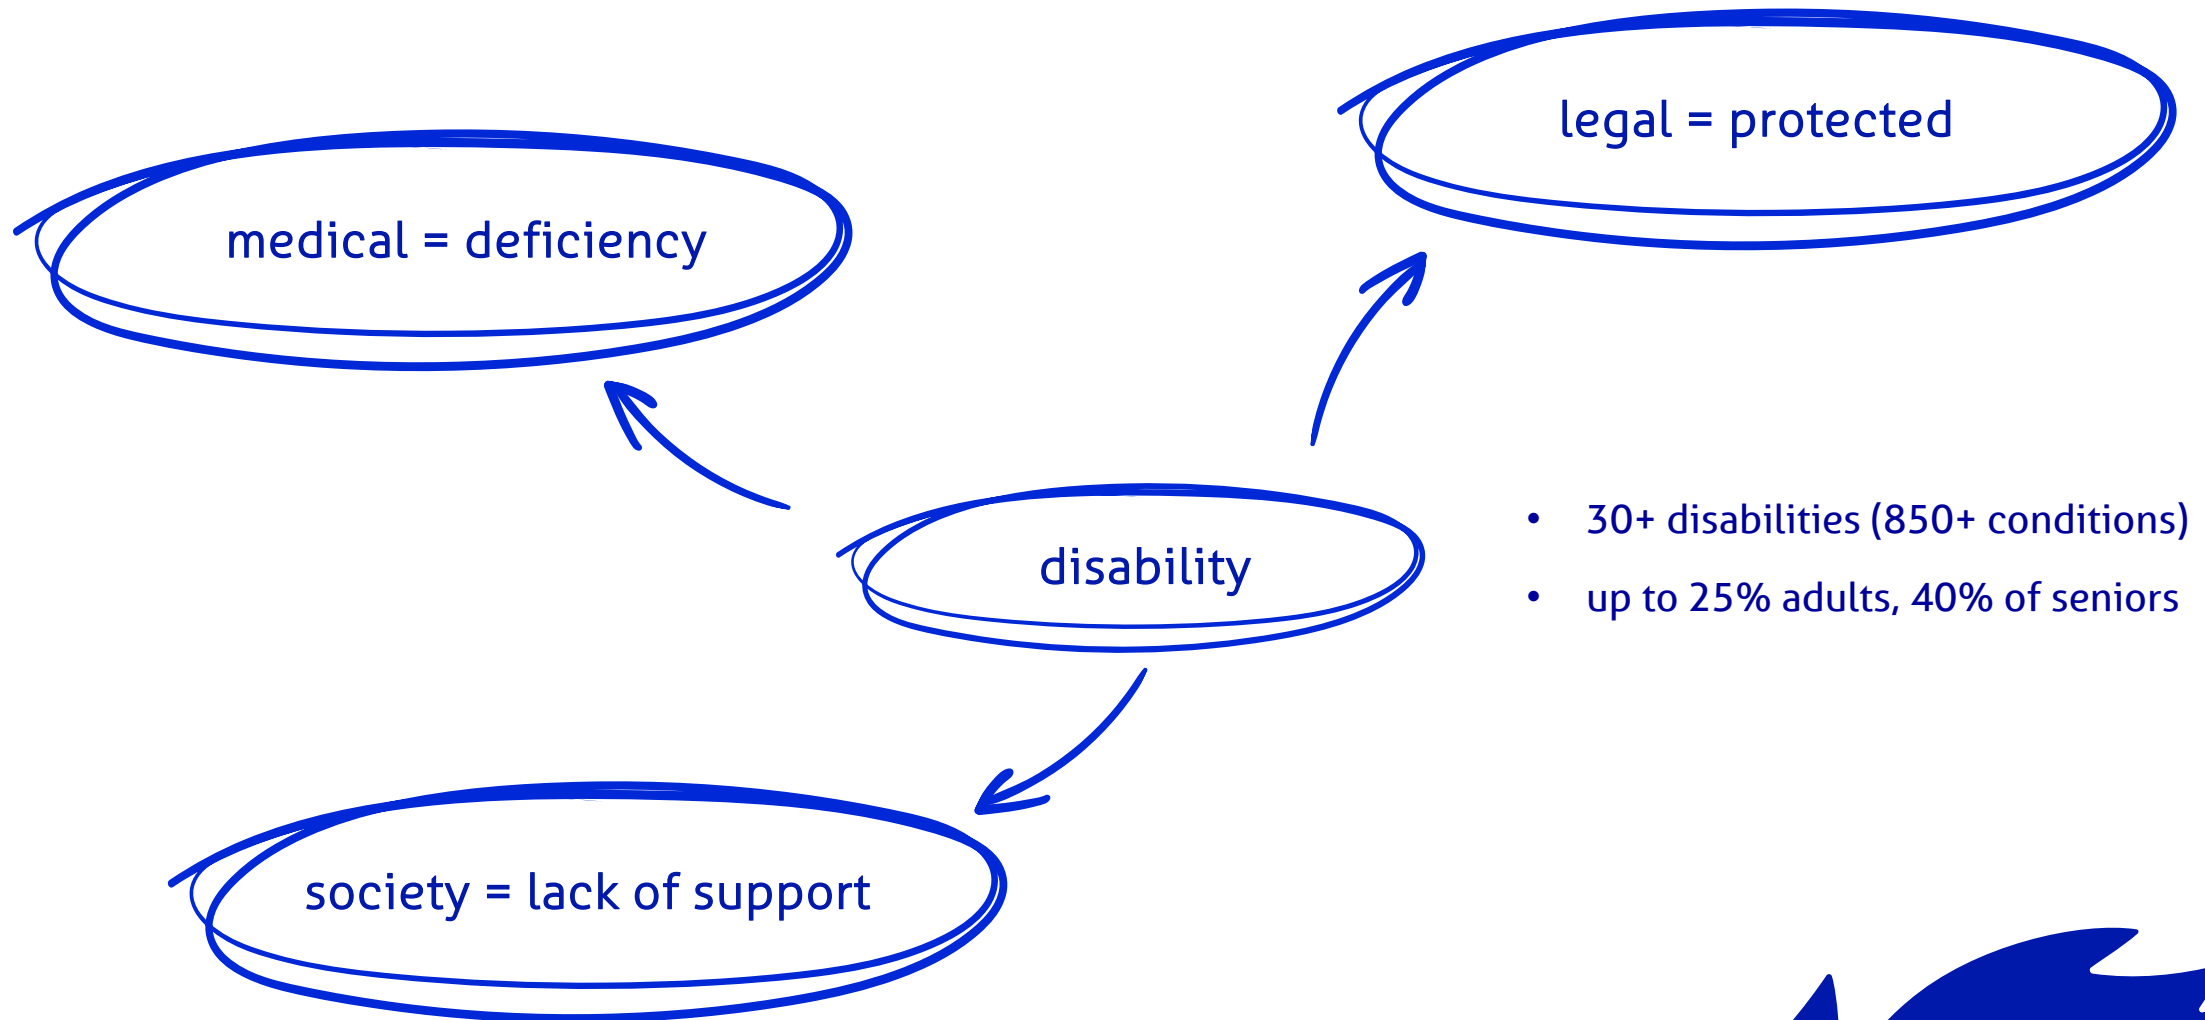 legal = protected
medical = deficiency
disability
• 30+ disabilities (850+ conditions)
• up to 25% adults, 40% of seniors
society = lack of support